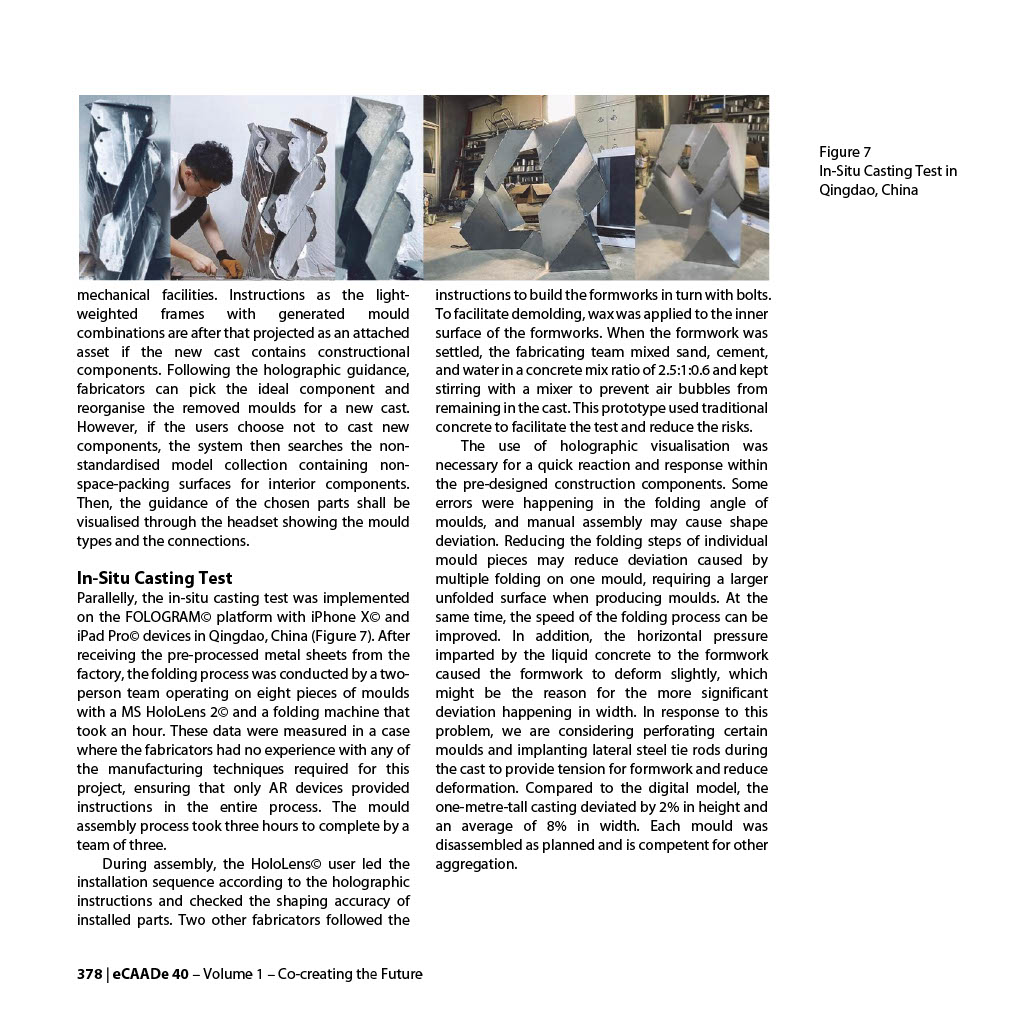 Figure 7
In-Situ Casting Test in
Qingdao, China
mechanical facilities. Instructions as the light-
weighted frames with generated mould
combinations are after that projected as an attached
asset if the new cast contains constructional
components. Following the holographic guidance,
fabricators can pick the ideal component and
reorganise the removed moulds for a new cast.
However, if the users choose not to cast new
components, the system then searches the non-
standardised model collection containing non-
space-packing surfaces for interior components.
Then, the guidance of the chosen parts shall be
visualised through the headset showing the mould
types and the connections.
In-Situ Casting Test
Parallelly, the in-situ casting test was implemented
on the FOLOGRAM© platform with iPhone X© and
iPad Pro© devices in Qingdao, China (Figure 7). After
receiving the pre-processed metal sheets from the
factory, the folding process was conducted by a two-
person team operating on eight pieces of moulds
with a MS HoloLens 2© and a folding machine that
took an hour. These data were measured in a case
where the fabricators had no experience with any of
the manufacturing techniques required for this
project, ensuring that only AR devices provided
instructions in the entire process. The mould
assembly process took three hours to complete by a
team of three.
During assembly, the HoloLens© user led the
installation sequence according to the holographic
instructions and checked the shaping accuracy of
installed parts. Two other fabricators followed the
instructions to build the formworks in turn with bolts.
To facilitate demolding, wax was applied to the inner
surface of the formworks. When the formwork was
settled, the fabricating team mixed sand, cement,
and water in a concrete mix ratio of 2.5:1:0.6 and kept
stirring with a mixer to prevent air bubbles from
remaining in the cast. This prototype used traditional
concrete to facilitate the test and reduce the risks.
The use of holographic visualisation was
necessary for a quick reaction and response within
the pre-designed construction components. Some
errors were happening in the folding angle of
moulds, and manual assembly may cause shape
deviation. Reducing the folding steps of individual
mould pieces may reduce deviation caused by
multiple folding on one mould, requiring a larger
unfolded surface when producing moulds. At the
same time, the speed of the folding process can be
improved. In addition, the horizontal pressure
imparted by the liquid concrete to the formwork
caused the formwork to deform slightly, which
might be the reason for the more significant
deviation happening in width. In response to this
problem, we are considering perforating certain
moulds and implanting lateral steel tie rods during
the cast to provide tension for formwork and reduce
deformation. Compared to the digital model, the
one-metre-tall casting deviated by 2% in height and
an average of 8% in width. Each mould was
disassembled as planned and is competent for other
aggregation.
378 | eCAADe 40 – Volume 1 – Co-creating the Future